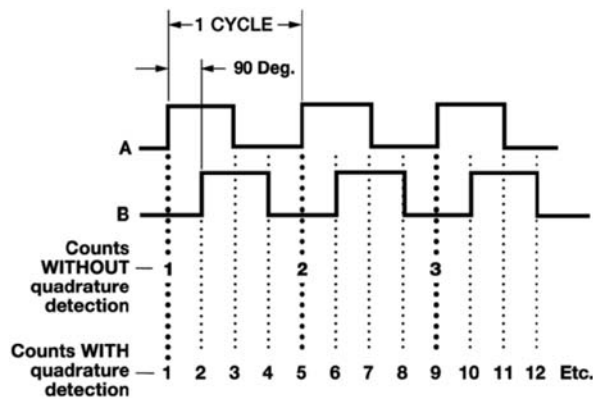 1 CYCLE
90 Deg.
A
B
Counts
WITHOUT
quadrature
detection
1 2 3
Counts WITH
quadrature
detection
1 2 3 4 5 6 7 8 9 10 11 12 Etc.